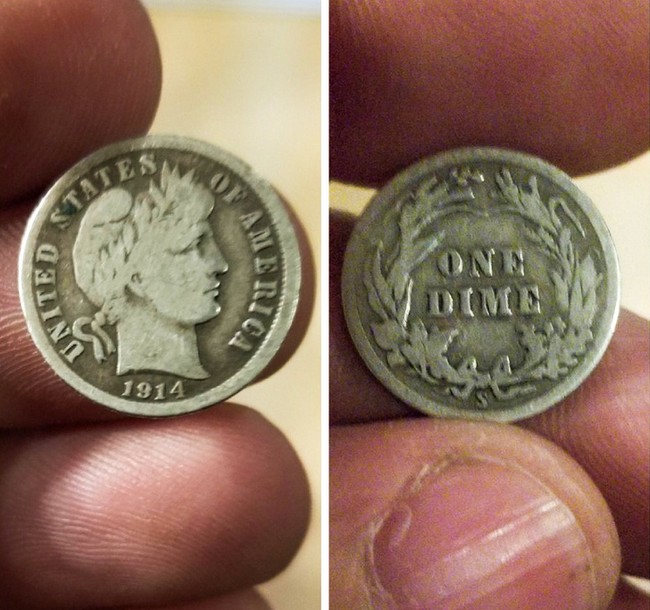 UNITED STATES OF AMERICA
1914
ONE
DIME
S